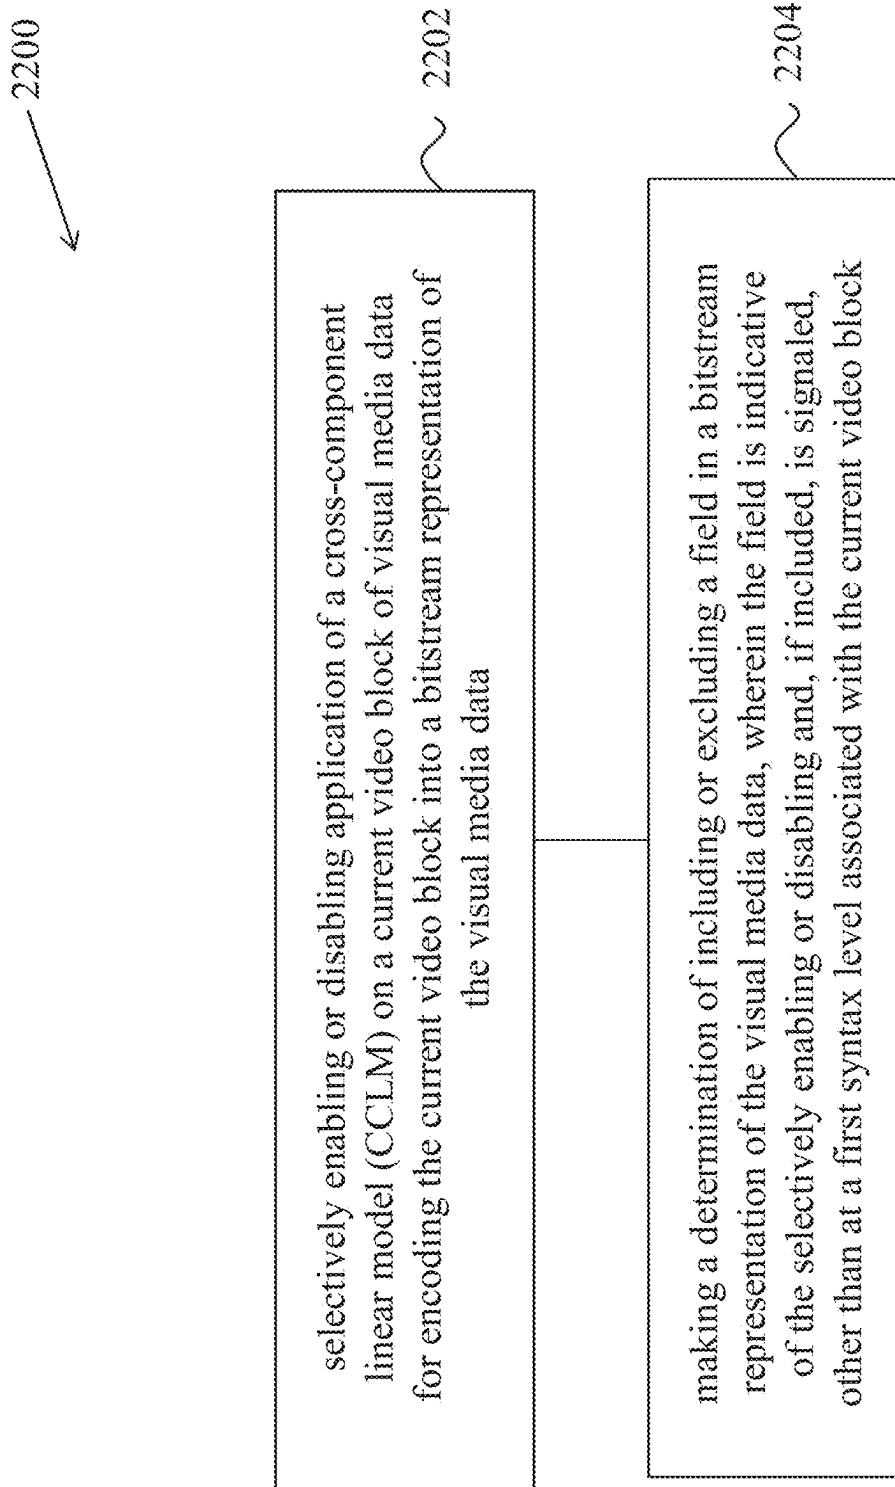 2200
selectively enabling or disabling application of a cross-component
linear model (CCLM) on a current video block of visual media data
for encoding the current video block into a bitstream representation of
the visual media data
2202
making a determination of including or excluding a field in a bitstream
representation of the visual media data, wherein the field is indicative
of the selectively enabling or disabling and, if included, is signaled,
other than at a first syntax level associated with the current video block
2204